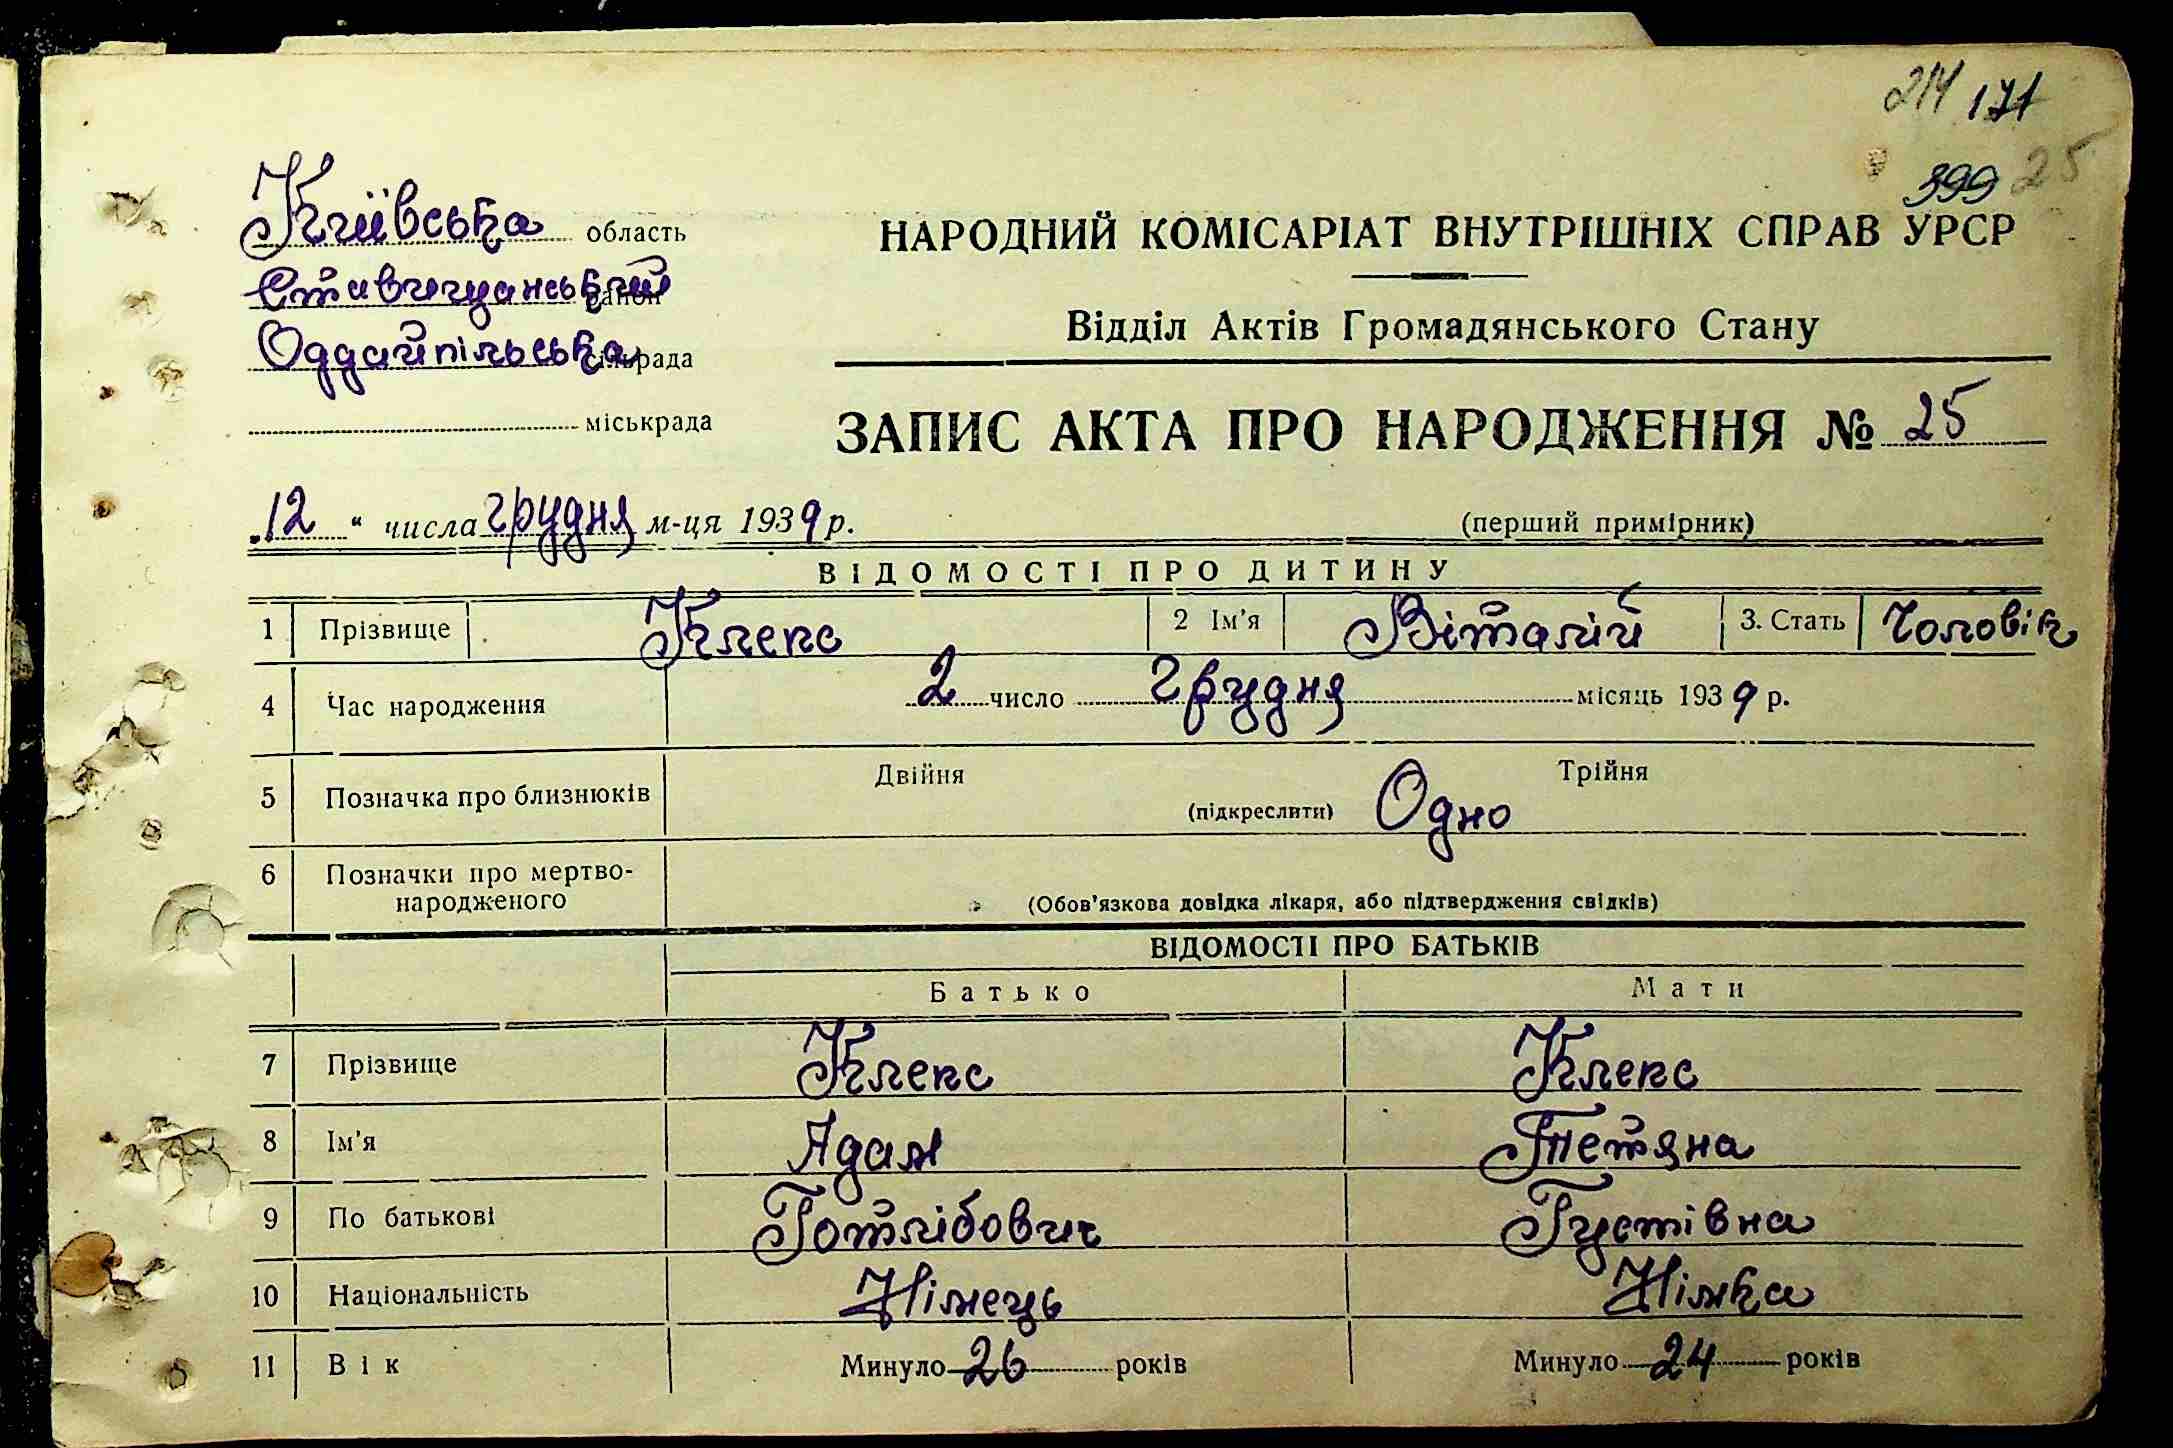 214 171
399 25
Київська область
НАРОДНИЙ КОМІСАРІАТ ВНУТРІШНІХ СПРАВ УРСР
Ставищанський район
Відділ Актів Громадянського Стану
Оддайпільська сільрада
міськрада
ЗАПИС АКТА ПРО НАРОДЖЕННЯ № 25
„12“ числа грудня м-ця 1939 р.
(перший примірник)
ВІДОМОСТІ ПРО ДИТИНУ
1 Прізвище Клепс 2 Ім'я Віталій 3. Стать Чоловік
4 Час народження 2 число Грудня місяць 1939 р.
5 Позначка про близнюків Двійня (підкреслити) Одно Трійня
6 Позначки про мертво-
народженого (Обов'язкова довідка лікаря, або підтвердження свідків)
ВІДОМОСТІ ПРО БАТЬКІВ
Батько Мати
7 Прізвище Клепс Клепс
8 Ім'я Адам Тетяна
9 По батькові Готлібович Густівна
10 Національність Німець Німка
11 Вік Минуло 26 років Минуло 24 років